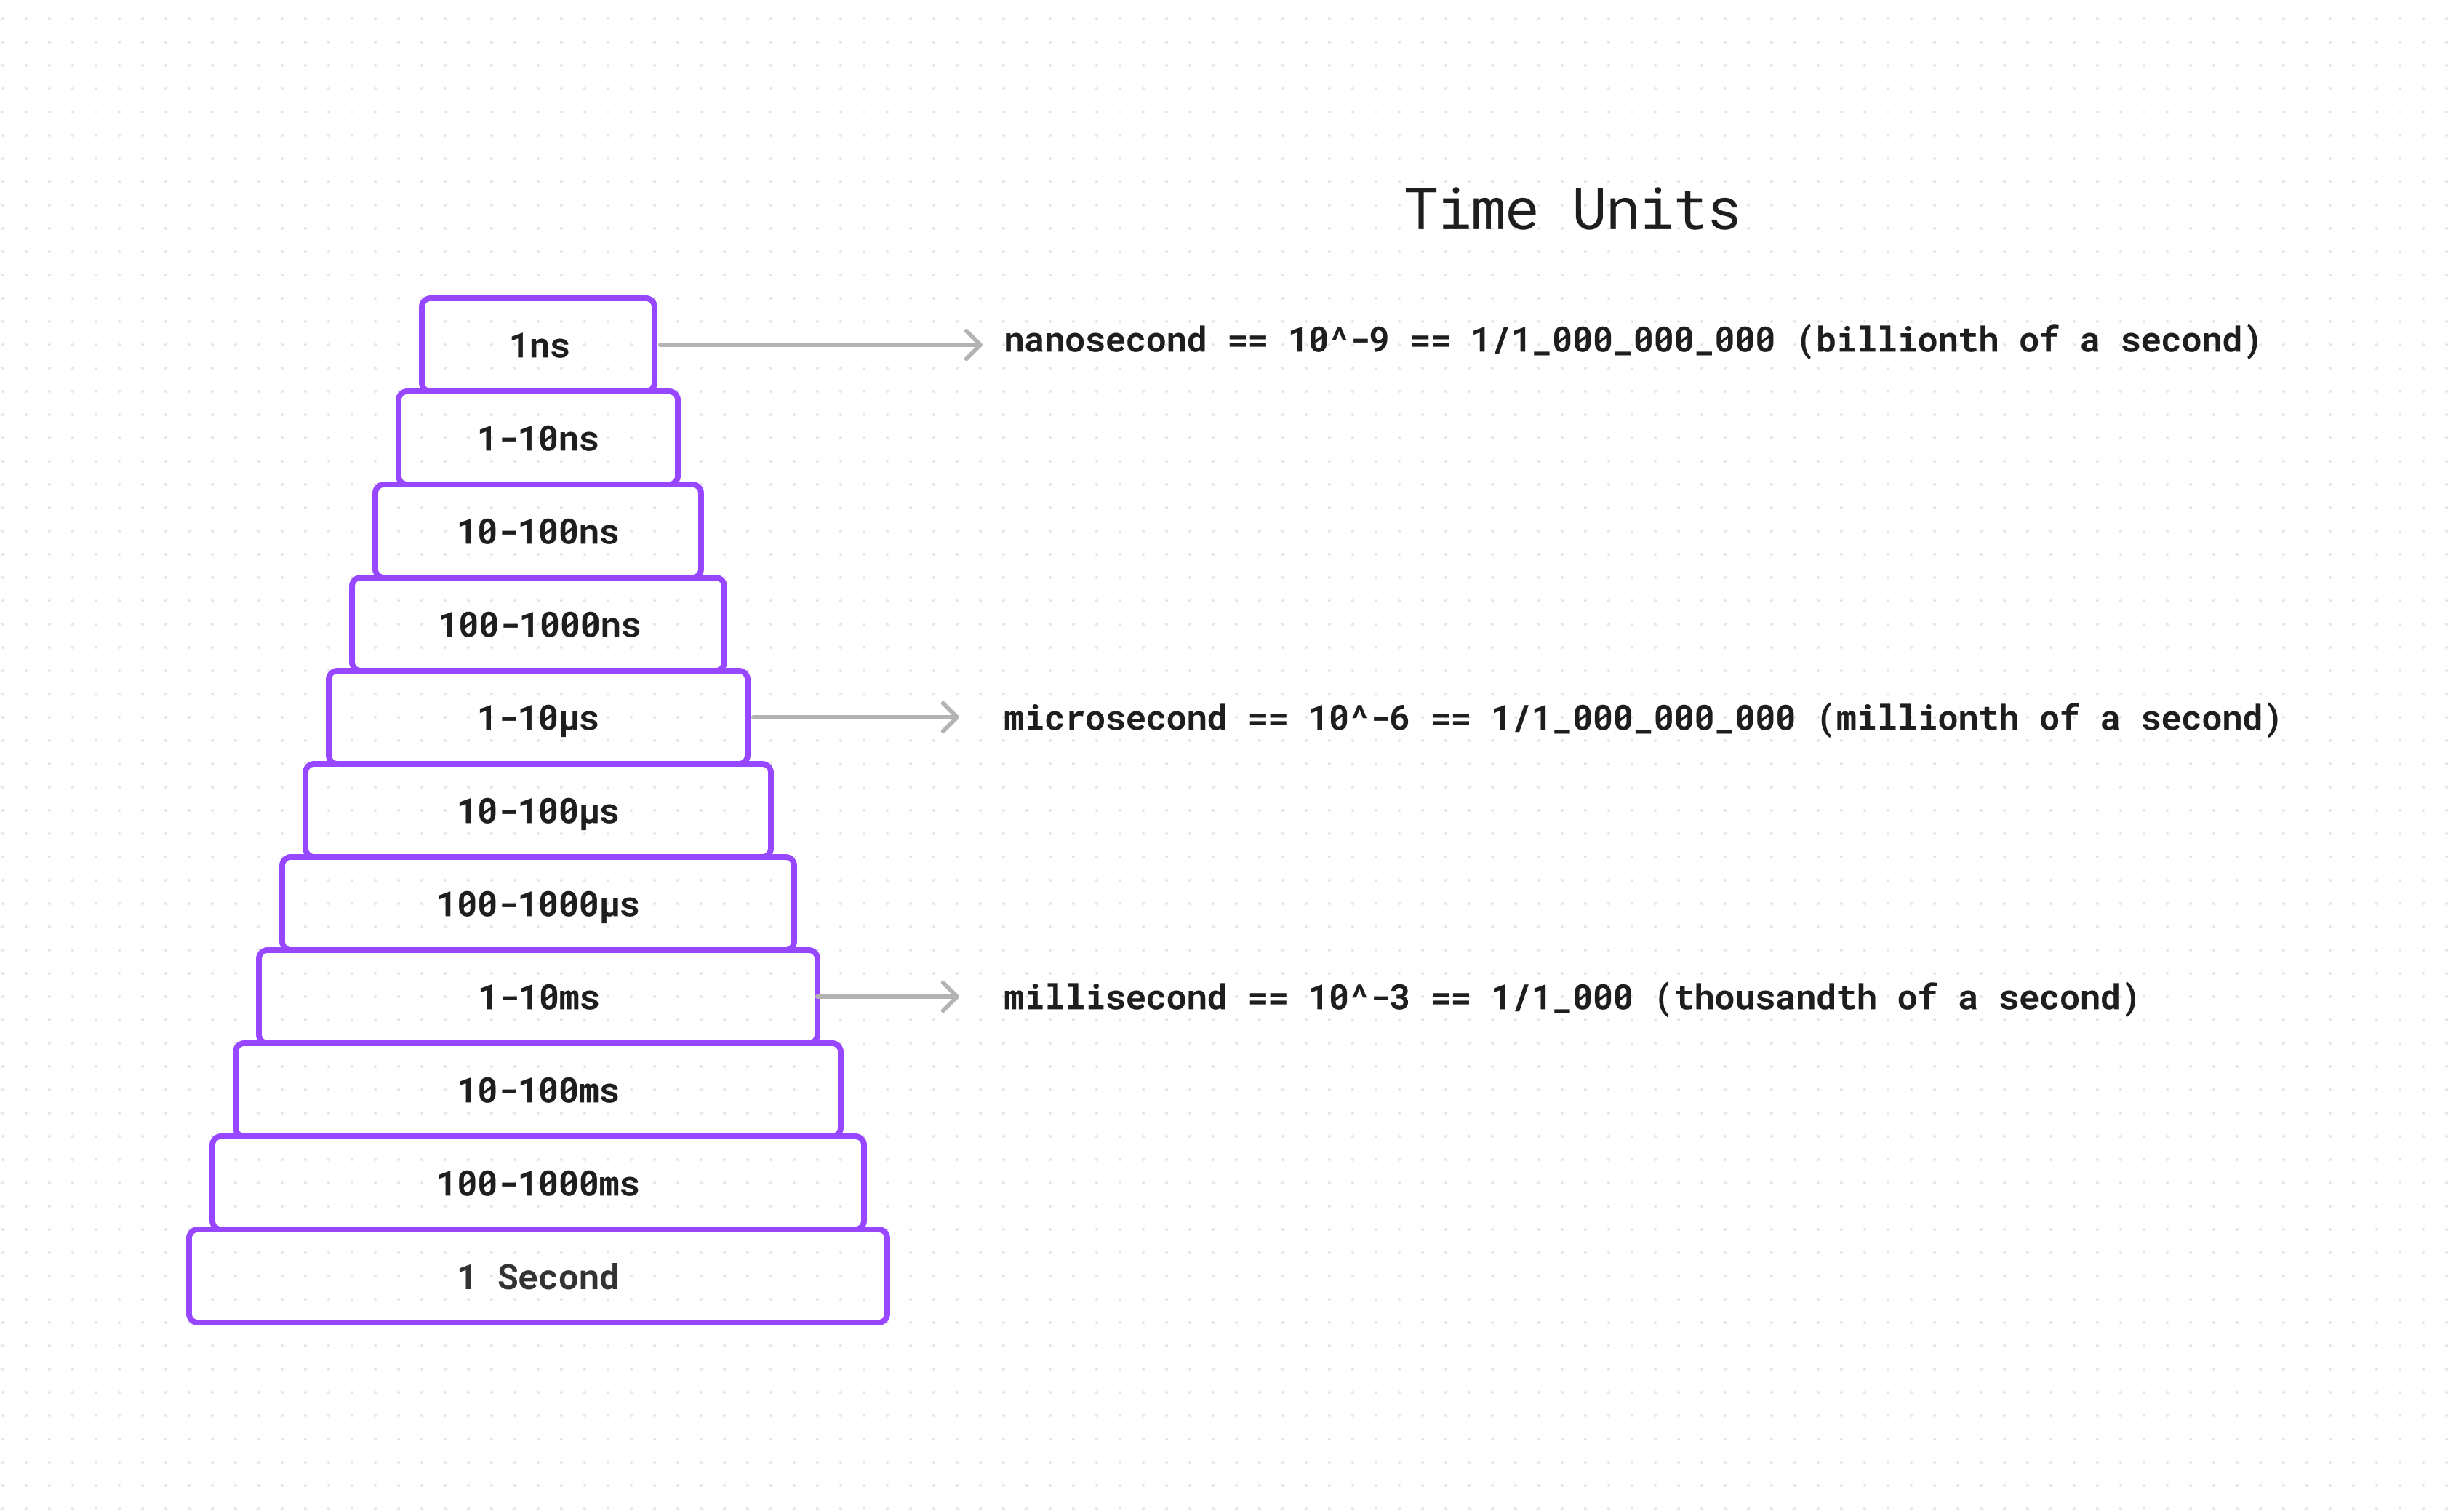 Time Units
1ns
nanosecond == 10^-9 == 1/1_000_000_000 (billionth of a second)
1-10ns
10-100ns
100-1000ns
1-10µs
microsecond == 10^-6 == 1/1_000_000_000 (millionth of a second)
10-100µs
100-1000µs
1-10ms
millisecond == 10^-3 == 1/1_000 (thousandth of a second)
10-100ms
100-1000ms
1 Second